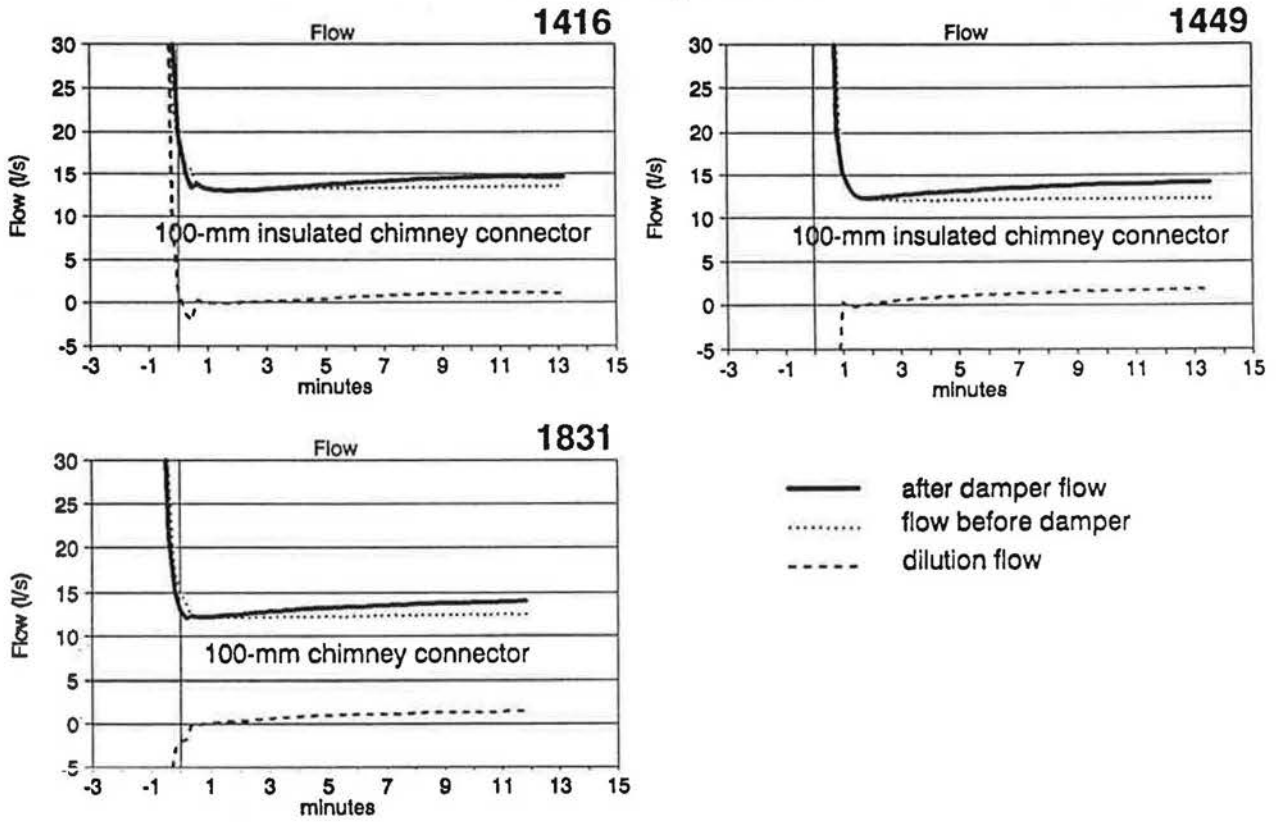 1416
Flow
30
25
20
15
10
5
0
-5
Flow (l/s)
100-mm insulated chimney connector
-3 -1 1 3 5 7 9 11 13 15
minutes
1449
Flow
30
25
20
15
10
5
0
-5
Flow (l/s)
100-mm insulated chimney connector
-3 -1 1 3 5 7 9 11 13 15
minutes
1831
Flow
30
25
20
15
10
5
0
-5
Flow (l/s)
100-mm chimney connector
-3 -1 1 3 5 7 9 11 13 15
minutes
after damper flow
flow before damper
dilution flow